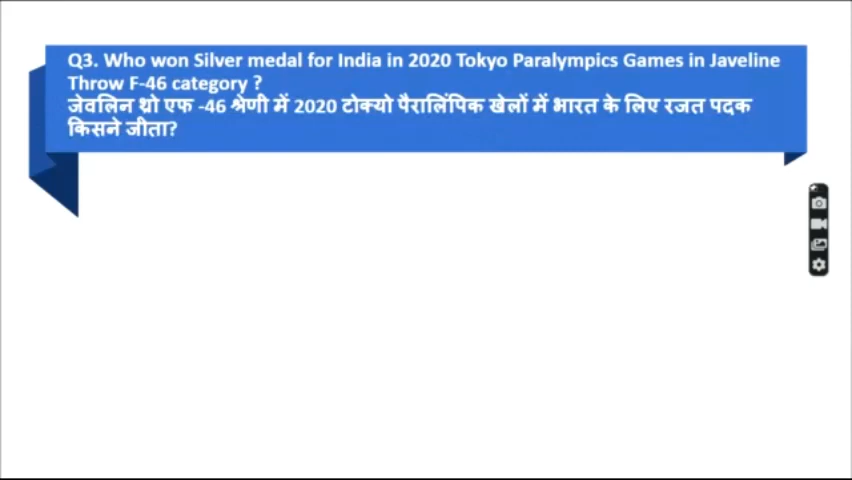 Q3. Who won Silver medal for India in 2020 Tokyo Paralympics Games in Javeline
Throw F-46 category ?
जेवलिन थ्रो एफ -46 श्रेणी में 2020 टोक्यो पैरालिंपिक खेलों में भारत के लिए रजत पदक
किसने जीता?